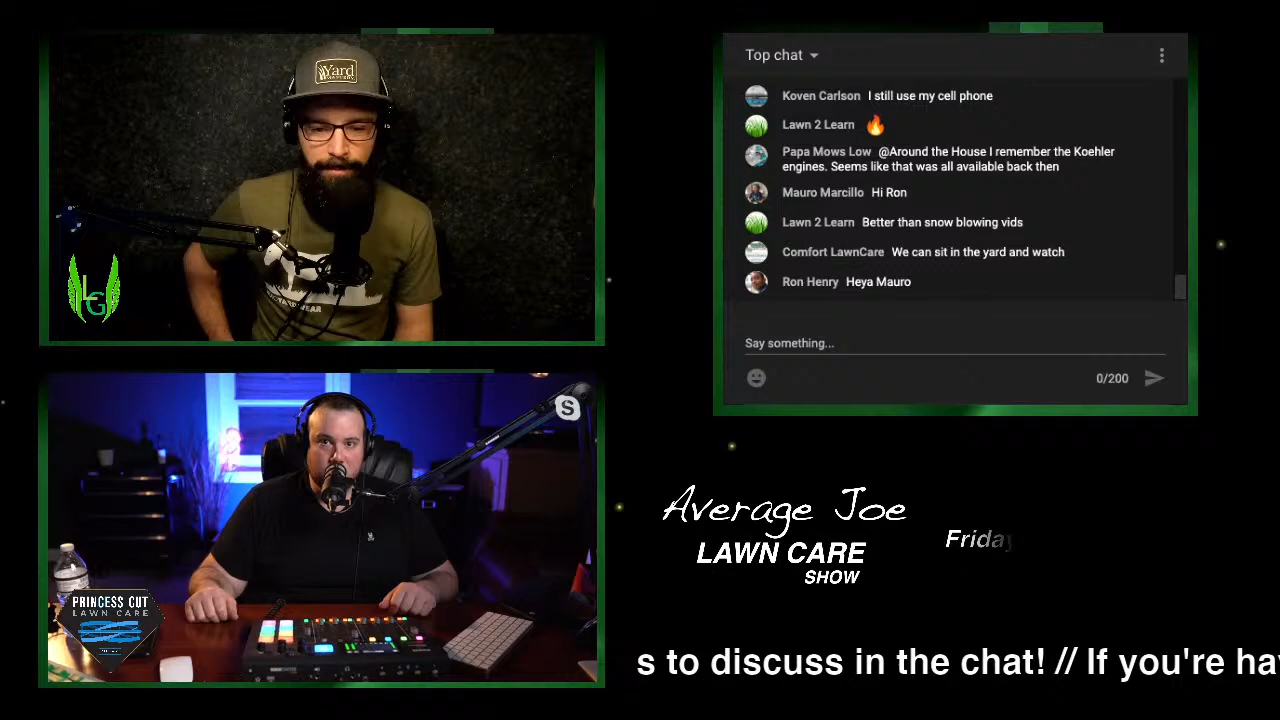 Yard
LG
S
PRINCESS CUT
LAWN CARE
Top chat
Koven Carlson I still use my cell phone
Lawn 2 Learn 🔥
Papa Mows Low @Around the House I remember the Koehler
engines. Seems like that was all available back then
Mauro Marcillo Hi Ron
Lawn 2 Learn Better than snow blowing vids
Comfort LawnCare We can sit in the yard and watch
Ron Henry Heya Mauro
Say something...
0/200
Average Joe
LAWN CARE
SHOW
Friday
s to discuss in the chat! // If you're ha